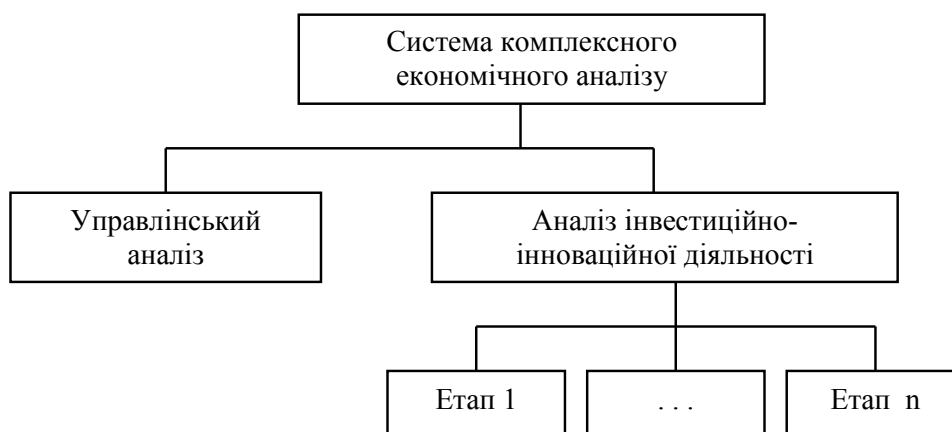 Система комплексного
економічного аналізу
Управлінський
аналіз
Аналіз інвестиційно-
інноваційної діяльності
Етап 1
. . .
Етап n